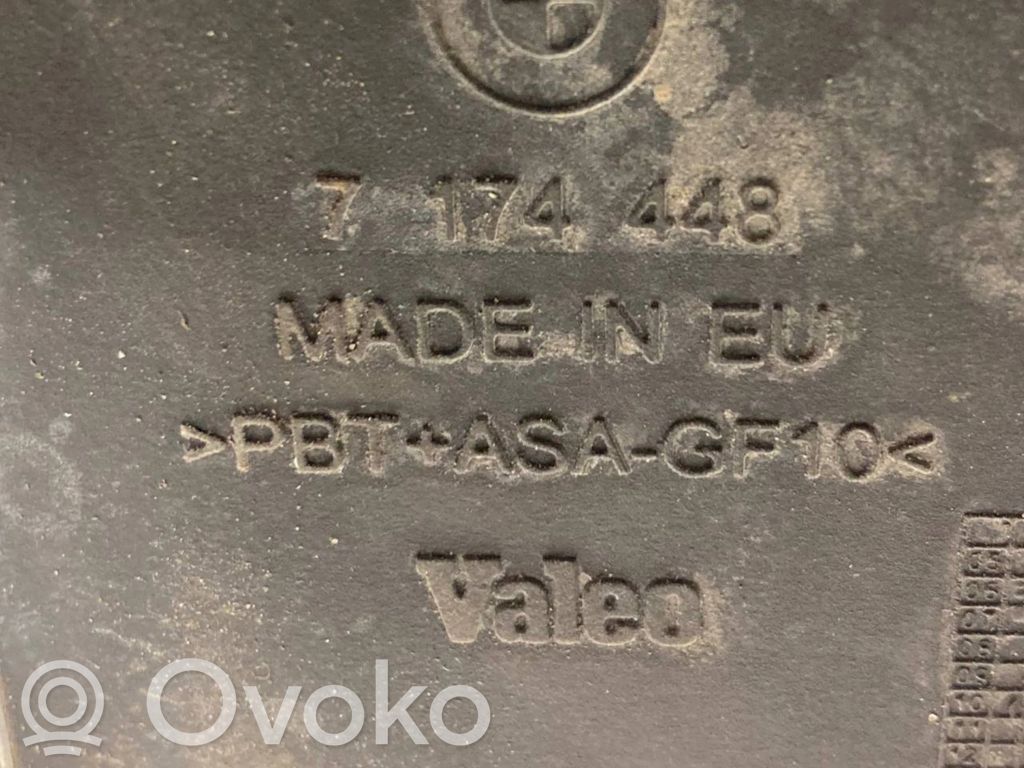 7 174 448
MADE IN EU
>PBT+ASA-GF10<
Valeo
Ovoko